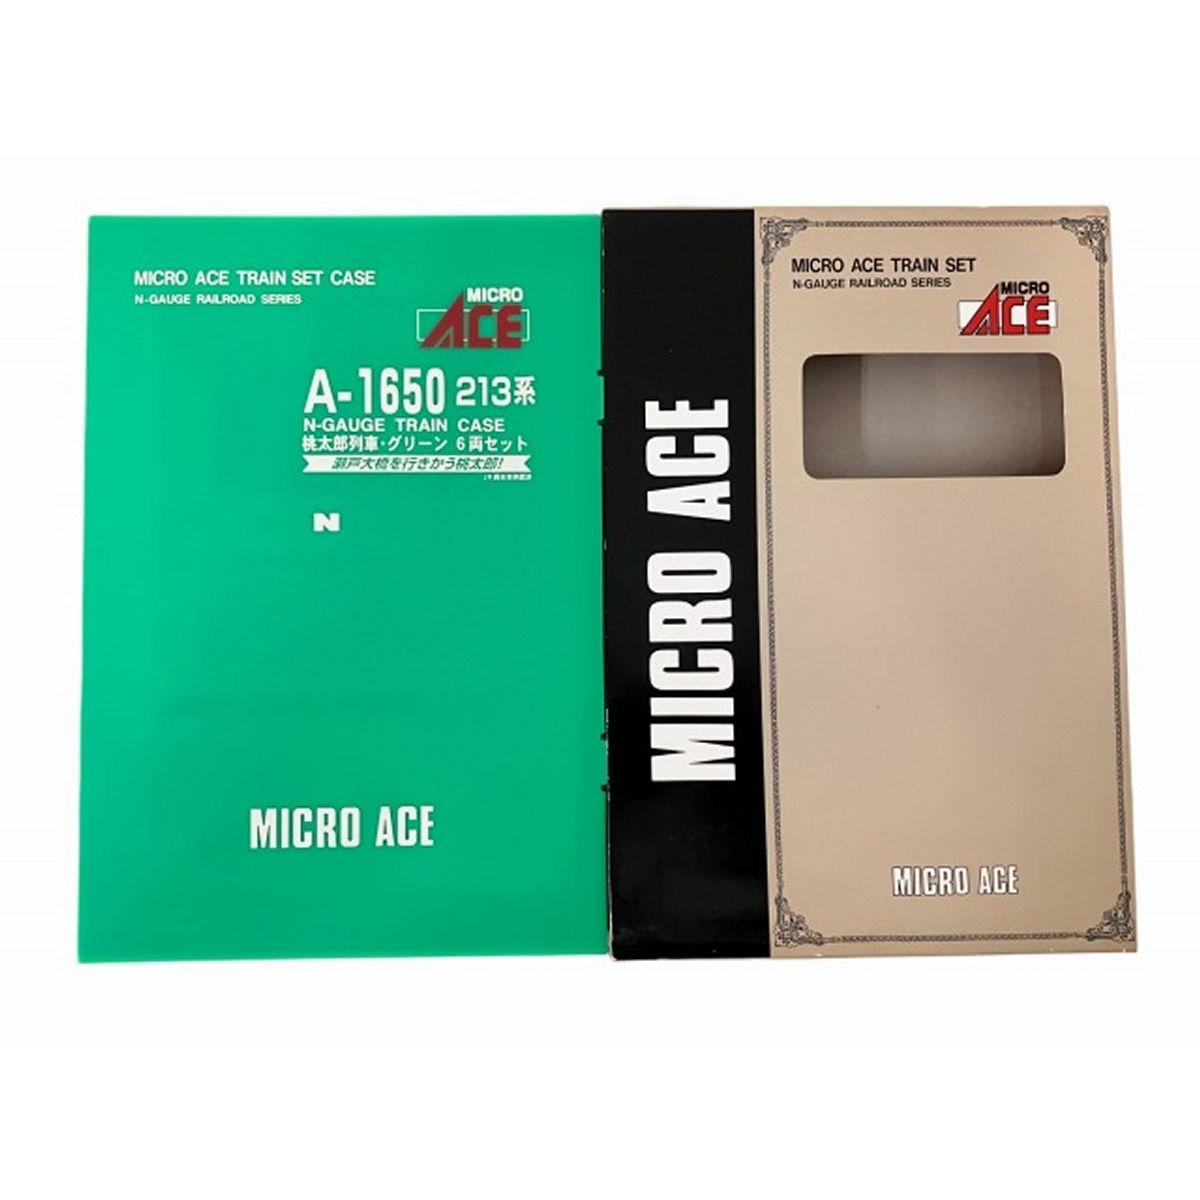 MICRO ACE TRAIN SET CASE
N-GAUGE RAILROAD SERIES
MICRO
ACE
A-1650 213系
N-GAUGE TRAIN CASE
桃太郎列車・グリーン 6両セット
瀬戸大橋を行きかう桃太郎!
N
MICRO ACE
MICRO ACE
MICRO ACE TRAIN SET
N-GAUGE RAILROAD SERIES
MICRO
ACE
MICRO ACE